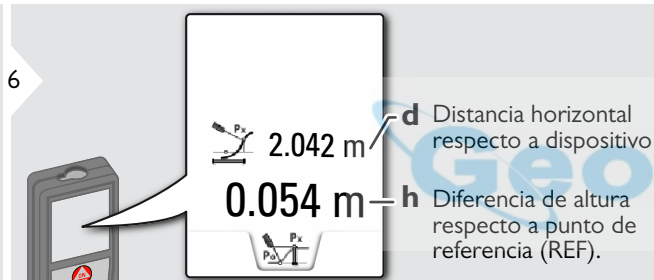 6
Px
2.042 m
d Distancia horizontal
respecto a dispositivo
0.054 m
h Diferencia de altura
respecto a punto de
referencia (REF).
Px
Po
Geo